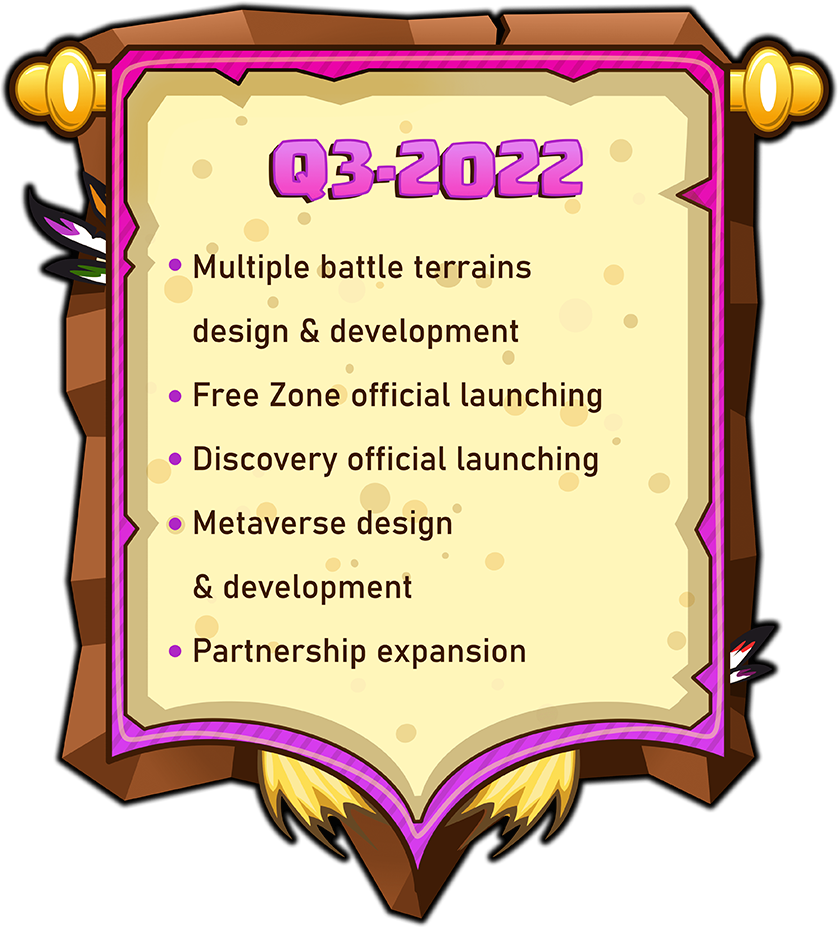 Q3-2022
• Multiple battle terrains
design & development
• Free Zone official launching
• Discovery official launching
• Metaverse design
& development
• Partnership expansion